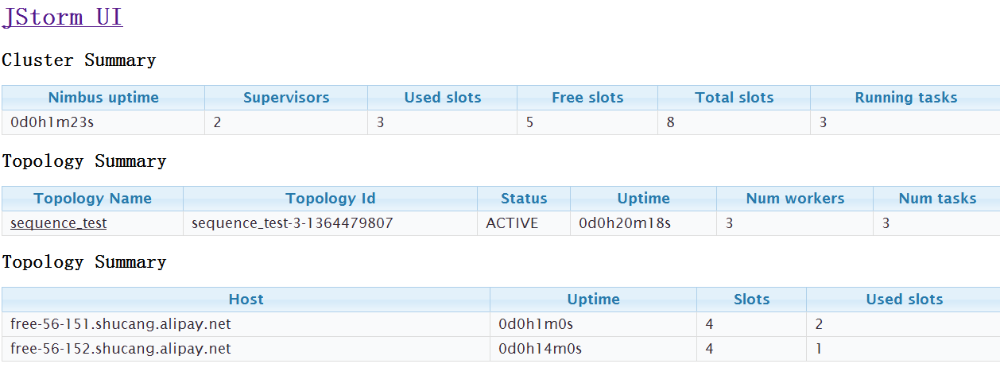 JStorm UI
Cluster Summary
Nimbus uptime Supervisors Used slots Free slots Total slots Running tasks
0d0h1m23s 2 3 5 8 3
Topology Summary
Topology Name Topology Id Status Uptime Num workers Num tasks
sequence_test sequence_test-3-1364479807 ACTIVE 0d0h20m18s 3 3
Topology Summary
Host Uptime Slots Used slots
free-56-151.shucang.alipay.net 0d0h1m0s 4 2
free-56-152.shucang.alipay.net 0d0h14m0s 4 1